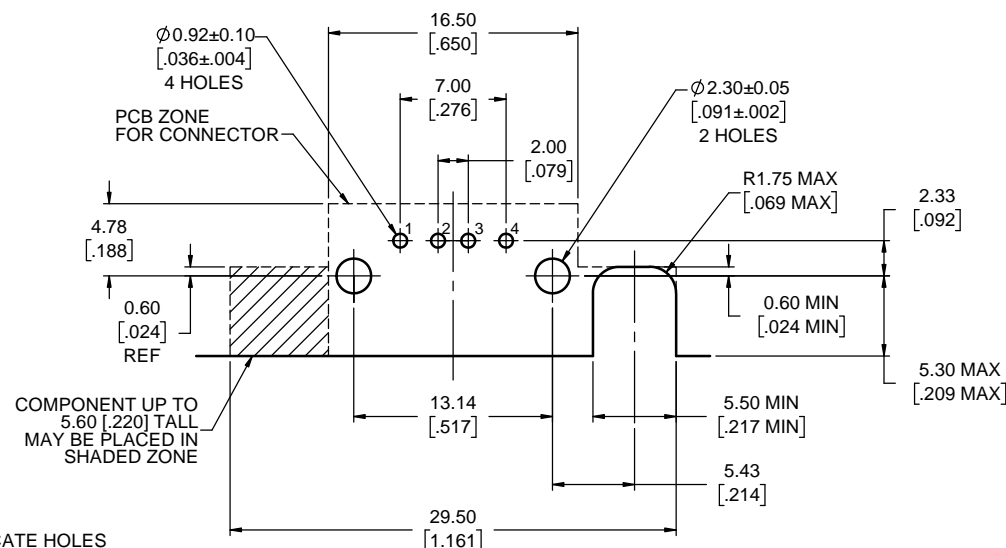 16.50
[.650]
Ø0.92±0.10
[.036±.004]
4 HOLES
7.00
[.276]
Ø2.30±0.05
[.091±.002]
2 HOLES
PCB ZONE
FOR CONNECTOR
2.00
[.079]
R1.75 MAX
[.069 MAX]
2.33
[.092]
4.78
[.188]
1
2
3
4
0.60
[.024]
REF
0.60 MIN
[.024 MIN]
5.30 MAX
[.209 MAX]
COMPONENT UP TO
5.60 [.220] TALL
MAY BE PLACED IN
SHADED ZONE
13.14
[.517]
5.50 MIN
[.217 MIN]
5.43
[.214]
29.50
[1.161]
CATE HOLES